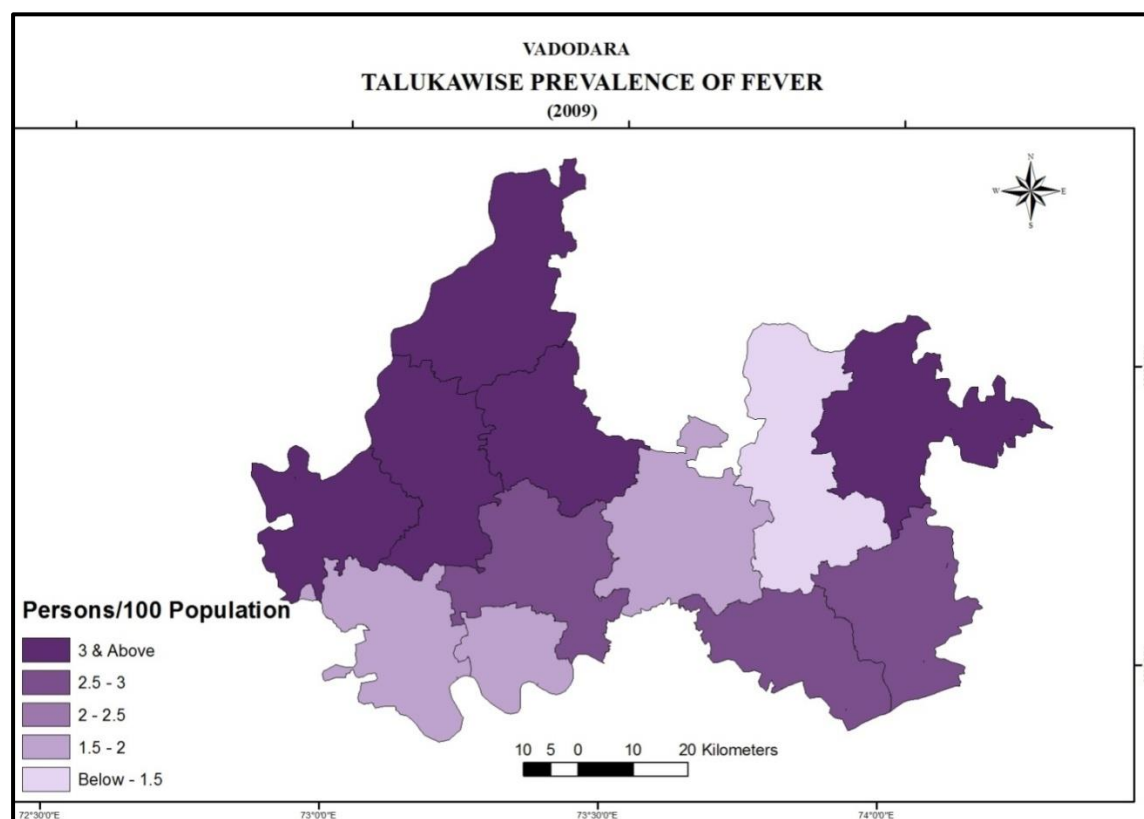 VADODARA
TALUKAWISE PREVALENCE OF FEVER
(2009)
N
W E
S
Persons/100 Population
3 & Above
2.5 - 3
2 - 2.5
1.5 - 2
Below - 1.5
10 5 0 10 20 Kilometers
72°30'0"E 73°0'0"E 73°30'0"E 74°0'0"E